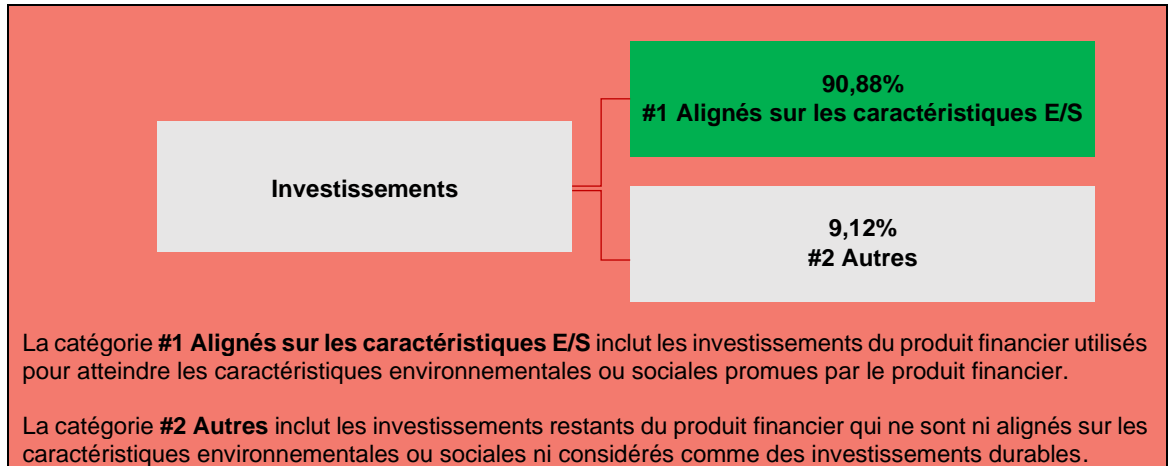 90,88%
#1 Alignés sur les caractéristiques E/S
Investissements
9,12%
#2 Autres
La catégorie #1 Alignés sur les caractéristiques E/S inclut les investissements du produit financier utilisés
pour atteindre les caractéristiques environnementales ou sociales promues par le produit financier.
La catégorie #2 Autres inclut les investissements restants du produit financier qui ne sont ni alignés sur les
caractéristiques environnementales ou sociales ni considérés comme des investissements durables.